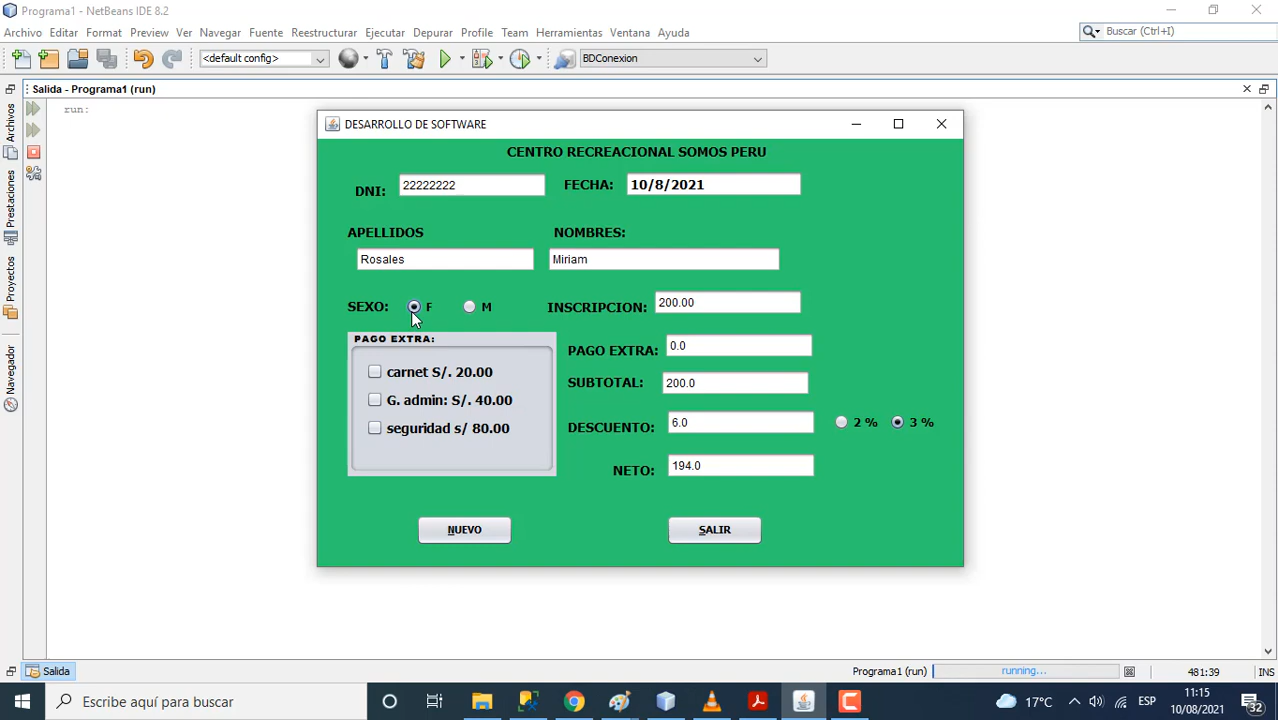 Programa1 - NetBeans IDE 8.2
Archivo Editar Format Preview Ver Navegar Fuente Reestructurar Ejecutar Depurar Profile Team Herramientas Ventana Ayuda
Buscar (Ctrl+I)
<default config>
BDConexion
Salida - Programa1 (run)
run:
Archivos
Prestaciones
Proyectos
Navegador
DESARROLLO DE SOFTWARE
CENTRO RECREACIONAL SOMOS PERU
DNI: 22222222 FECHA: 10/8/2021
APELLIDOS NOMBRES:
Rosales Miriam
SEXO: F M INSCRIPCION: 200.00
PAGO EXTRA:
carnet S/. 20.00
G. admin: S/. 40.00
seguridad s/ 80.00
PAGO EXTRA: 0.0
SUBTOTAL: 200.0
DESCUENTO: 6.0 2 % 3 %
NETO: 194.0
NUEVO SALIR
Salida
Programa1 (run) running... 481:39 INS
Escribe aquí para buscar
17°C ESP 11:15
10/08/2021
32